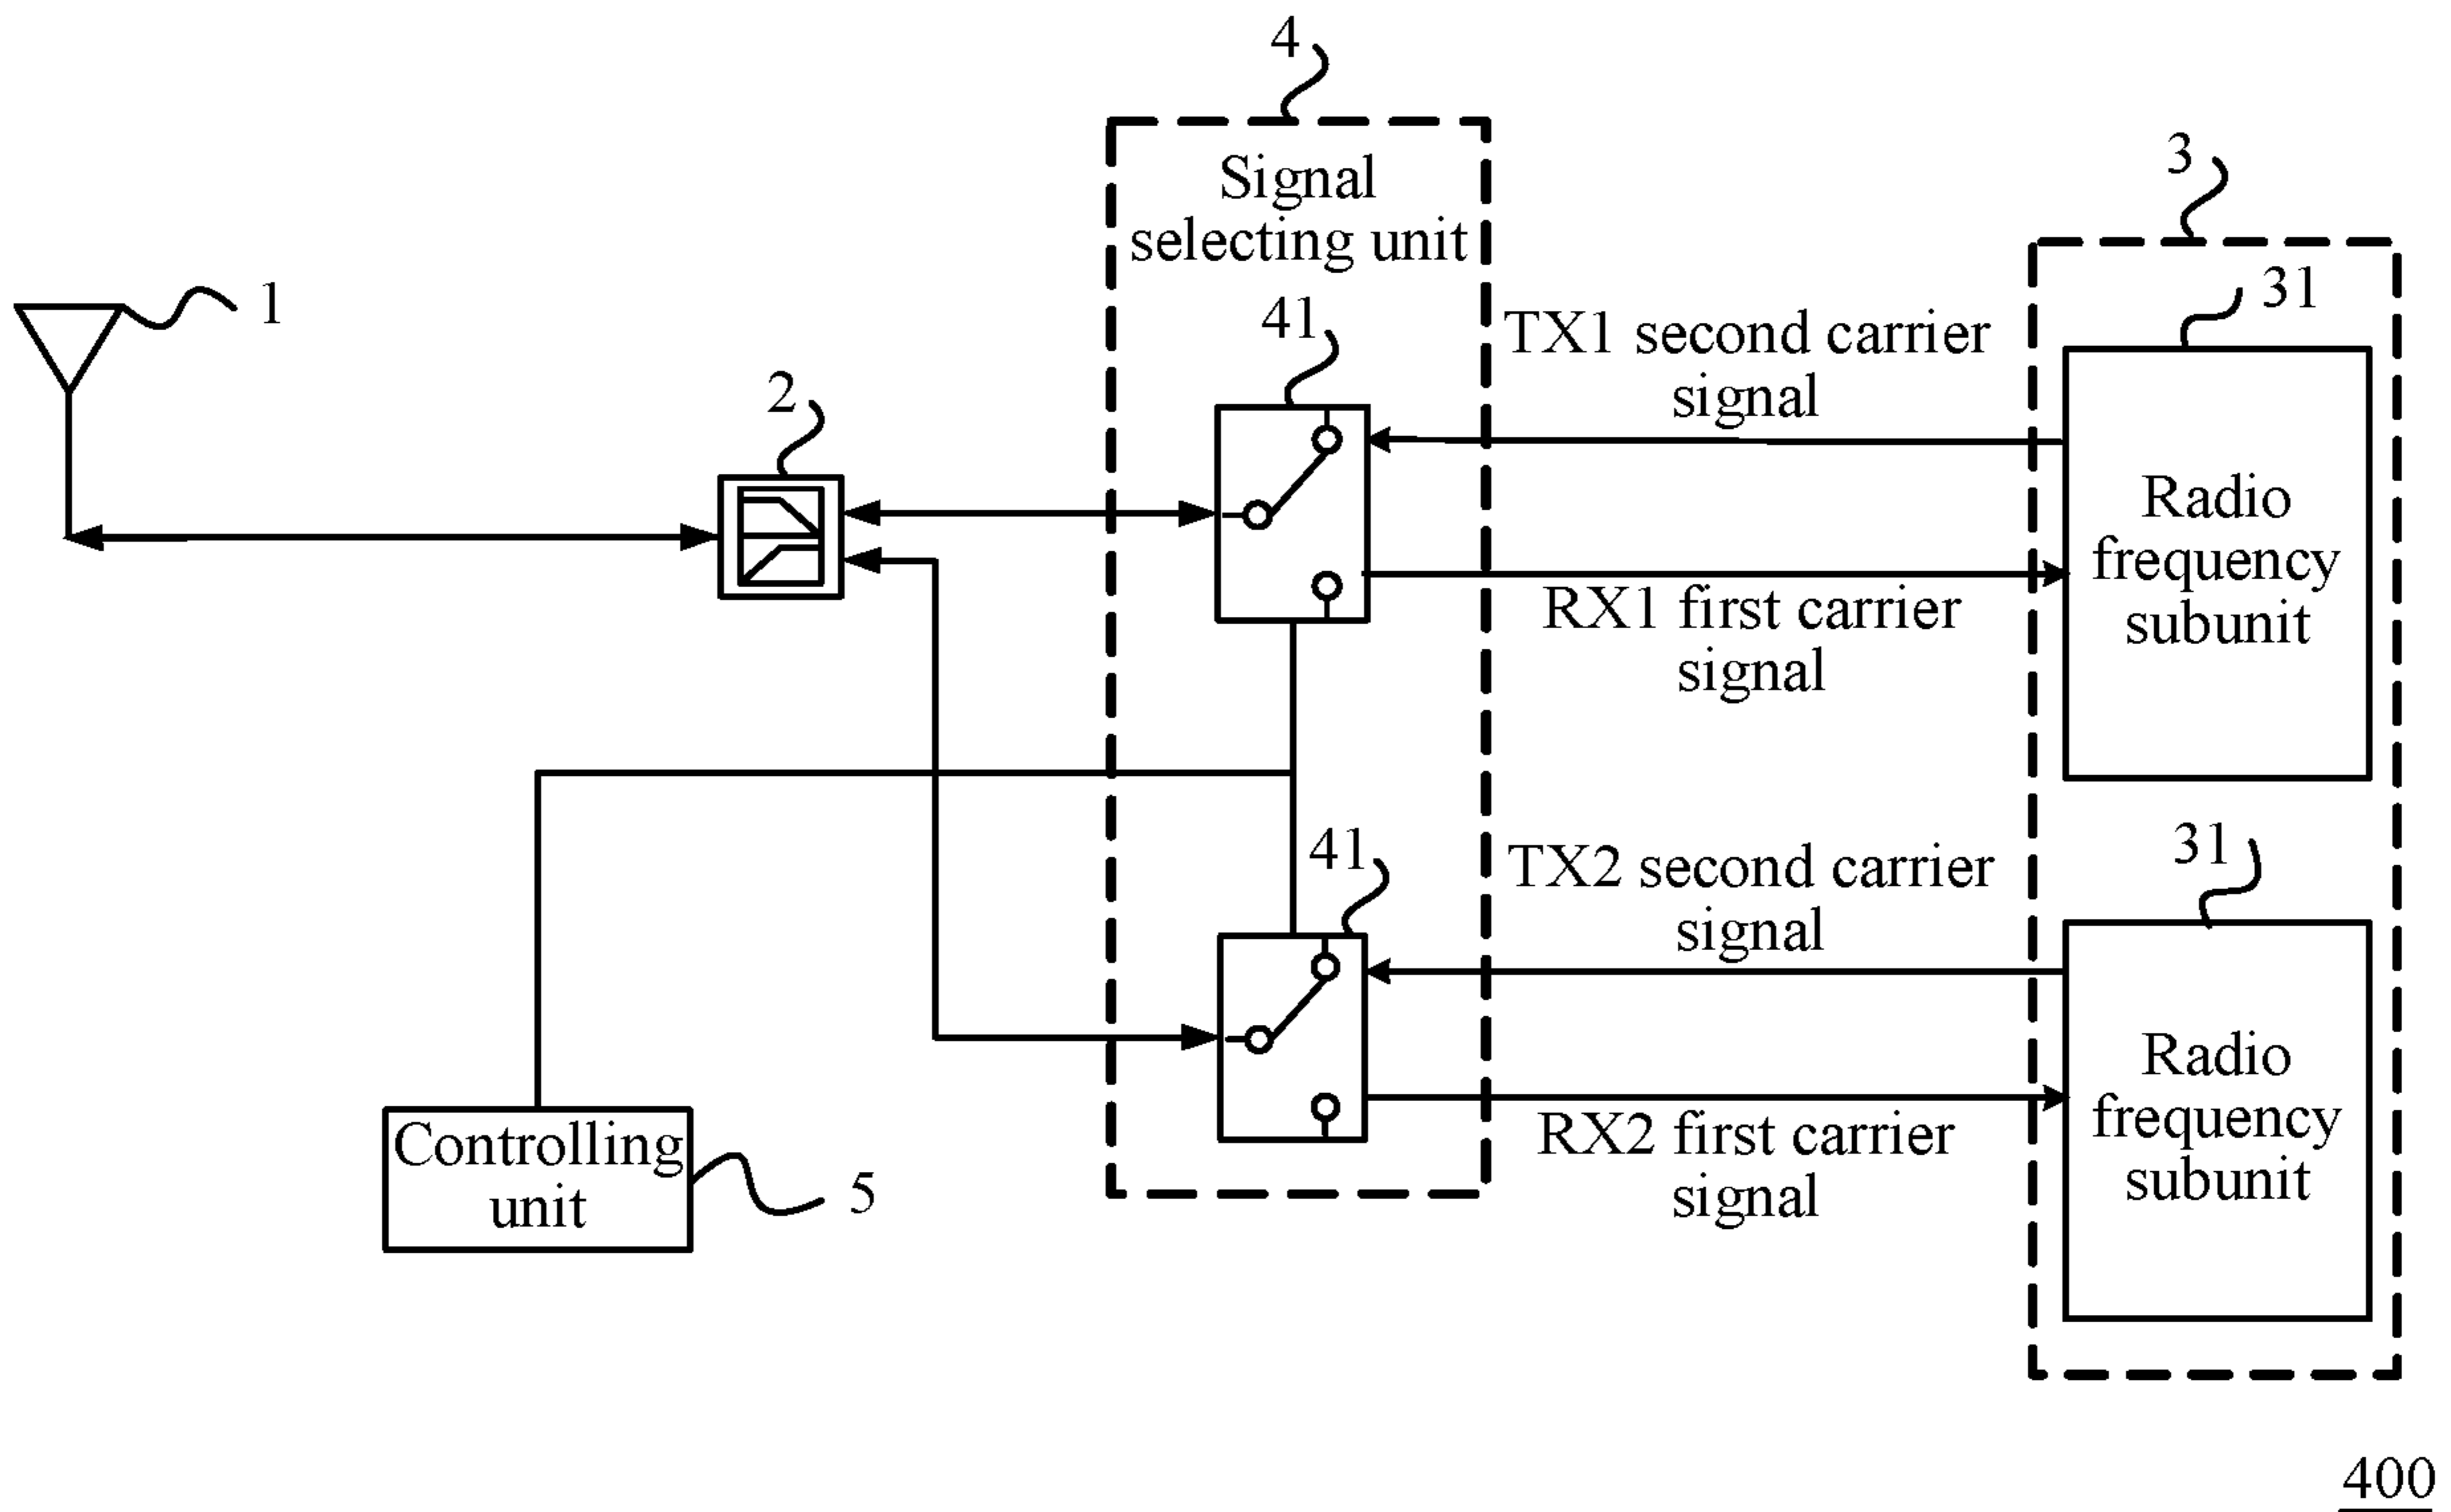 4
Signal
selecting unit
3
1
2
41
TX1 second carrier
signal
31
Radio
frequency
subunit
RX1 first carrier
signal
41
TX2 second carrier
signal
31
Radio
frequency
subunit
RX2 first carrier
signal
Controlling
unit
5
400